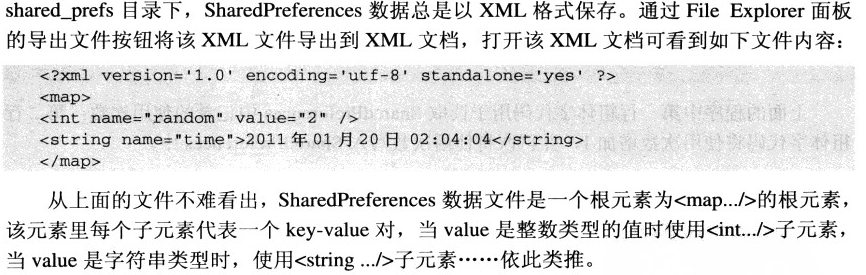 shared_prefs 目录下，SharedPreferences 数据总是以 XML 格式保存。通过 File Explorer 面板
的导出文件按钮将该 XML 文件导出到 XML 文档，打开该 XML 文档可看到如下文件内容：
<?xml version='1.0' encoding='utf-8' standalone='yes' ?>
<map>
<int name="random" value="2" />
<string name="time">2011 年 01 月 20 日 02:04:04</string>
</map>
从上面的文件不难看出，SharedPreferences 数据文件是一个根元素为<map.../>的根元素，
该元素里每个子元素代表一个 key-value 对，当 value 是整数类型的值时使用<int.../>子元素，
当 value 是字符串类型时，使用<string .../>子元素……依此类推。